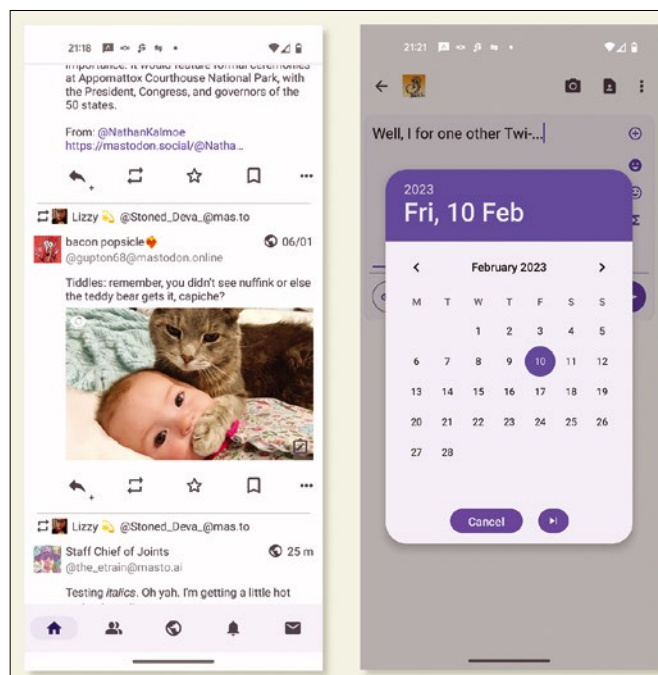 21:18
importance. It would feature formal ceremonies
at Appomattox Courthouse National Park, with
the President, Congress, and governors of the
50 states.
From: @NathanKalmoe
https://mastodon.social/@Natha...
Lizzy 💫 @Stoned_Deva_@mas.to
bacon popsicle❤️‍🔥 06/01
@gupton68@mastodon.online
Tiddles: remember, you didn't see nuffink or else
the teddy bear gets it, capiche?
Lizzy 💫 @Stoned_Deva_@mas.to
Staff Chief of Joints 25 m
@the_etrain@masto.ai
Testing italics. Oh yah. I'm getting a little hot
21:21
Well, I for one other Twi-...
2023
Fri, 10 Feb
February 2023
M T W T F S S
1 2 3 4 5
6 7 8 9 10 11 12
13 14 15 16 17 18 19
20 21 22 23 24 25 26
27 28
Cancel